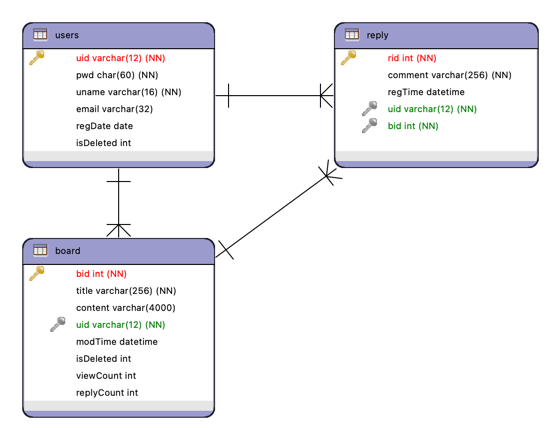 users
uid varchar(12) (NN)
pwd char(60) (NN)
uname varchar(16) (NN)
email varchar(32)
regDate date
isDeleted int
reply
rid int (NN)
comment varchar(256) (NN)
regTime datetime
uid varchar(12) (NN)
bid int (NN)
board
bid int (NN)
title varchar(256) (NN)
content varchar(4000)
uid varchar(12) (NN)
modTime datetime
isDeleted int
viewCount int
replyCount int